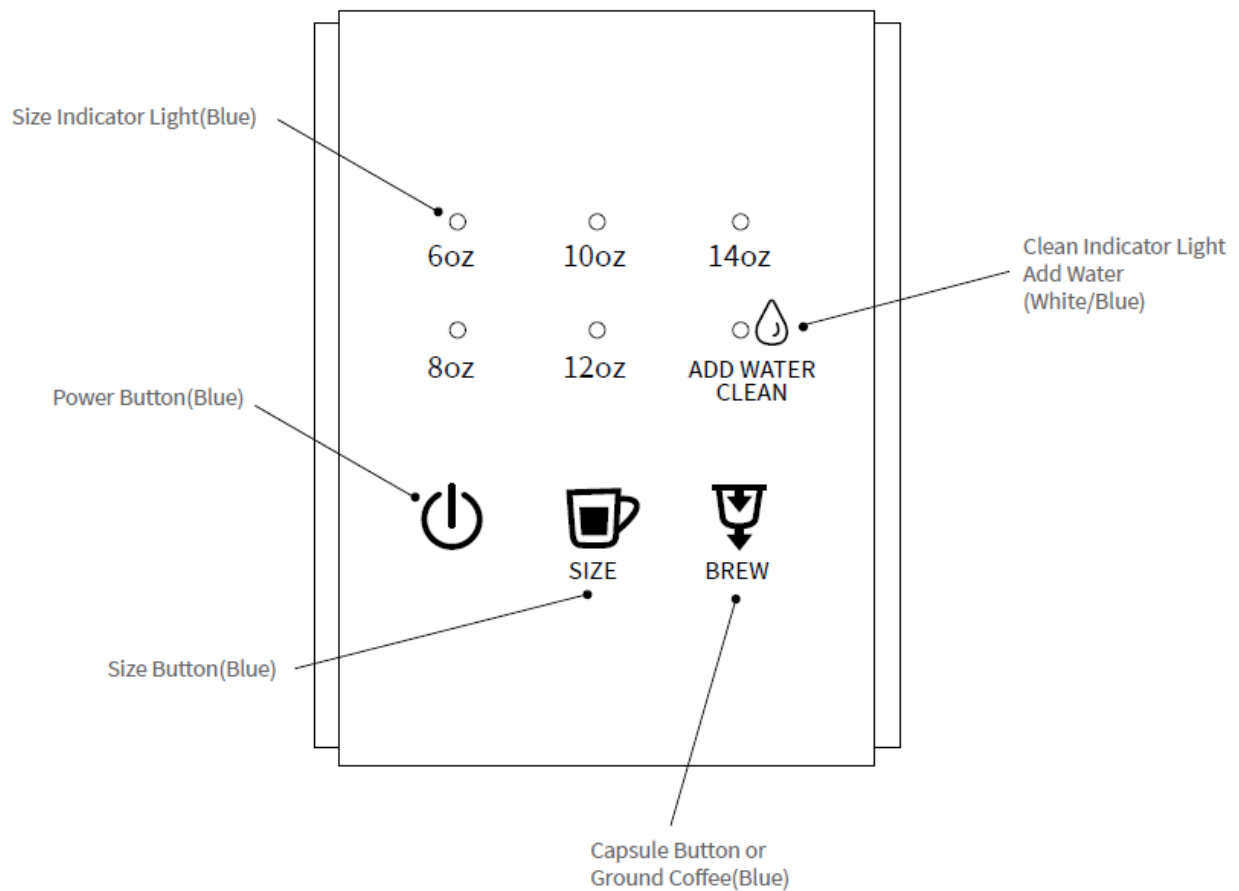 Size Indicator Light(Blue)
6oz
10oz
14oz
Clean Indicator Light
Add Water
(White/Blue)
8oz
12oz
ADD WATER
CLEAN
Power Button(Blue)
SIZE
BREW
Size Button(Blue)
Capsule Button or
Ground Coffee(Blue)